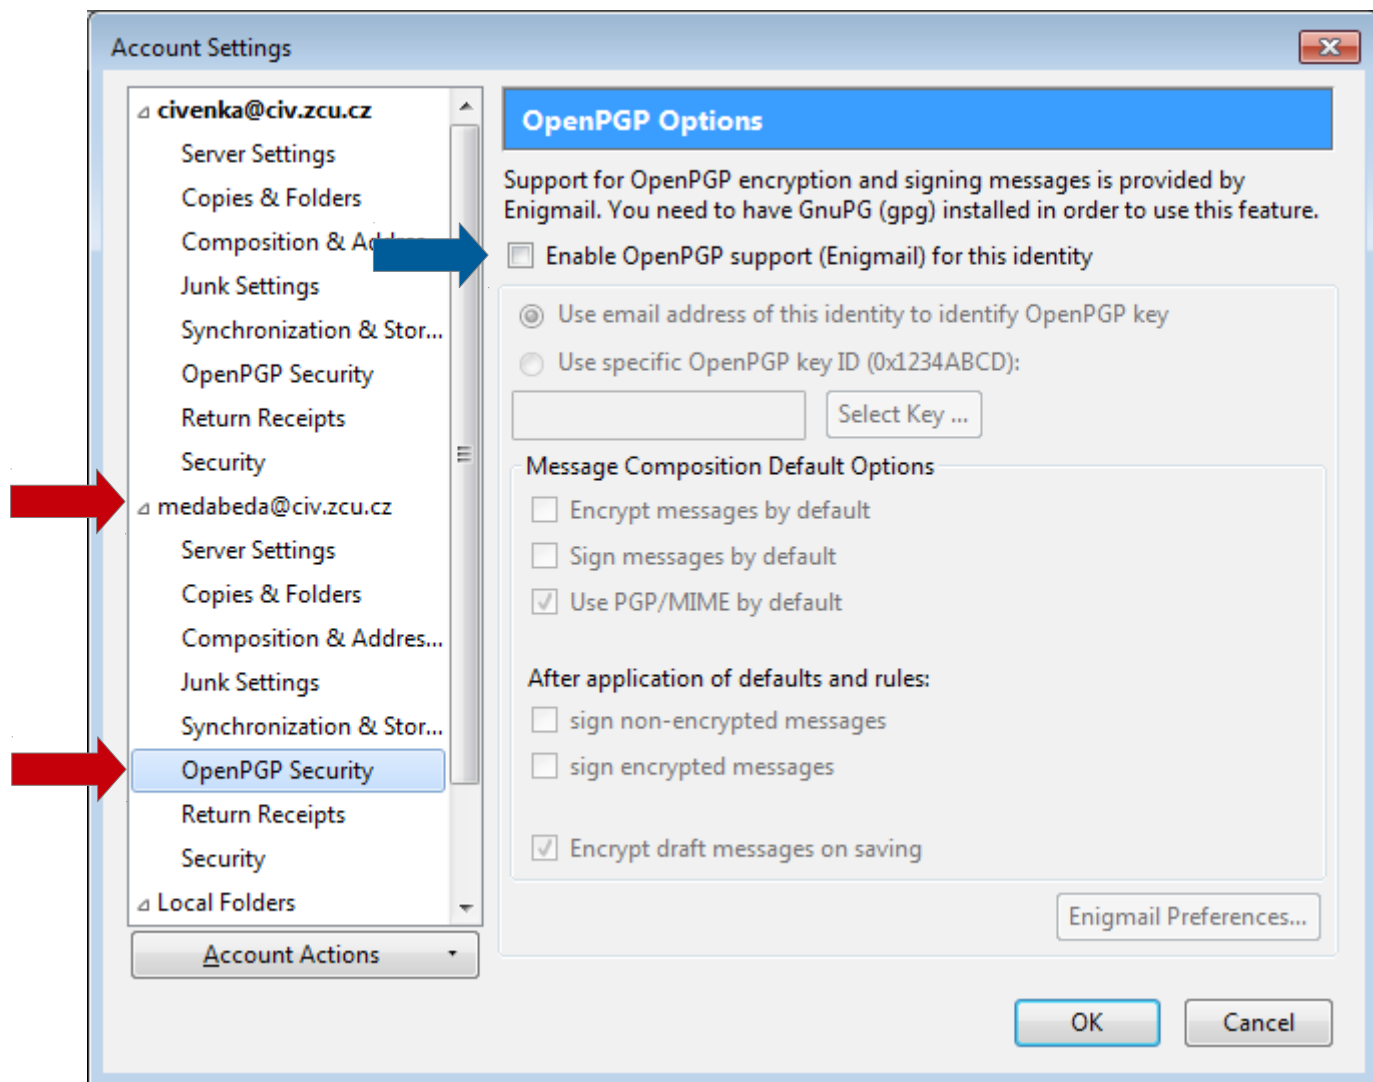 Account Settings
civenka@civ.zcu.cz
Server Settings
Copies & Folders
Composition &
Junk Settings
Synchronization & Stor...
OpenPGP Security
Return Receipts
Security
medabeda@civ.zcu.cz
Server Settings
Copies & Folders
Composition & Addres...
Junk Settings
Synchronization & Stor...
OpenPGP Security
Return Receipts
Security
Local Folders
Account Actions
OpenPGP Options
Support for OpenPGP encryption and signing messages is provided by
Enigmail. You need to have GnuPG (gpg) installed in order to use this feature.
Enable OpenPGP support (Enigmail) for this identity
Use email address of this identity to identify OpenPGP key
Use specific OpenPGP key ID (0x1234ABCD):
Select Key ...
Message Composition Default Options
Encrypt messages by default
Sign messages by default
Use PGP/MIME by default
After application of defaults and rules:
sign non-encrypted messages
sign encrypted messages
Encrypt draft messages on saving
Enigmail Preferences...
OK
Cancel